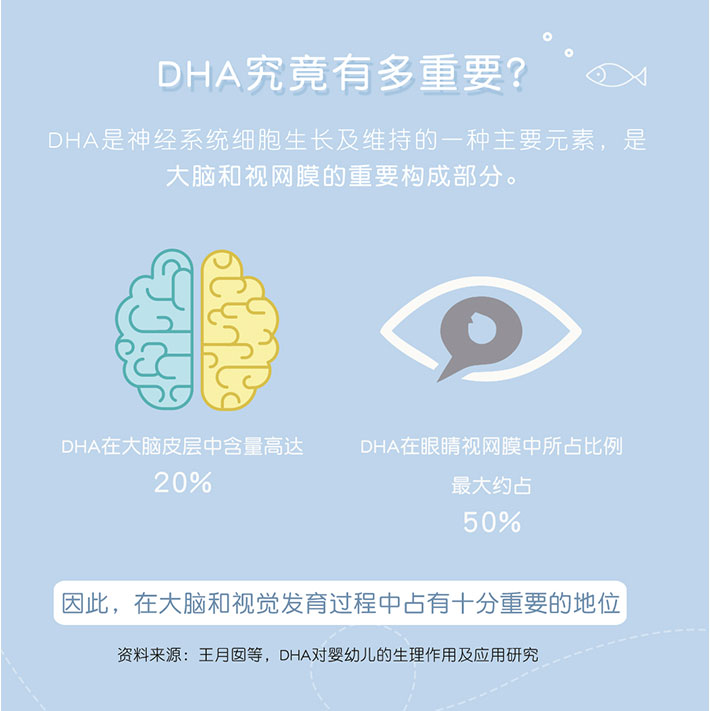 DHA究竟有多重要?
DHA是神经系统细胞生长及维持的一种主要元素，是
大脑和视网膜的重要构成部分。
DHA在大脑皮层中含量高达
20%
DHA在眼睛视网膜中所占比例
最大约占
50%
因此，在大脑和视觉发育过程中占有十分重要的地位
资料来源：王月囡等，DHA对婴幼儿的生理作用及应用研究